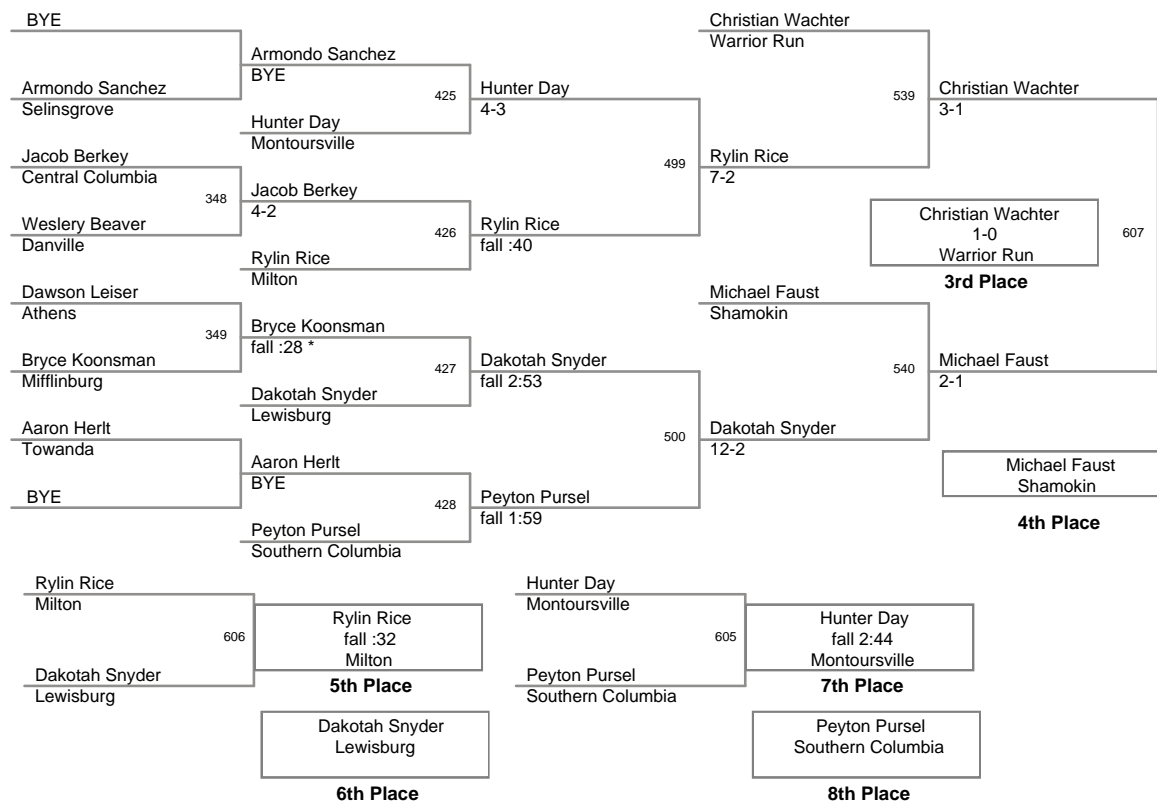 BYE
Armondo Sanchez
Selinsgrove
Jacob Berkey
Central Columbia
348
Weslery Beaver
Danville
Dawson Leiser
Athens
349
Bryce Koonsman
Mifflinburg
Aaron Herlt
Towanda
BYE
Armondo Sanchez
BYE
425
Hunter Day
Montoursville
Jacob Berkey
4-2
426
Rylin Rice
Milton
Bryce Koonsman
fall :28 *
427
Dakotah Snyder
Lewisburg
Aaron Herlt
BYE
428
Peyton Pursel
Southern Columbia
Hunter Day
4-3
499
Rylin Rice
fall :40
Dakotah Snyder
fall 2:53
500
Peyton Pursel
fall 1:59
Christian Wachter
Warrior Run
539
Rylin Rice
7-2
Michael Faust
Shamokin
540
Dakotah Snyder
12-2
Christian Wachter
3-1
607
Michael Faust
2-1
Christian Wachter
1-0
Warrior Run
3rd Place
Michael Faust
Shamokin
4th Place
Rylin Rice
Milton
606
Dakotah Snyder
Lewisburg
Rylin Rice
fall :32
Milton
5th Place
Dakotah Snyder
Lewisburg
6th Place
Hunter Day
Montoursville
605
Peyton Pursel
Southern Columbia
Hunter Day
fall 2:44
Montoursville
7th Place
Peyton Pursel
Southern Columbia
8th Place